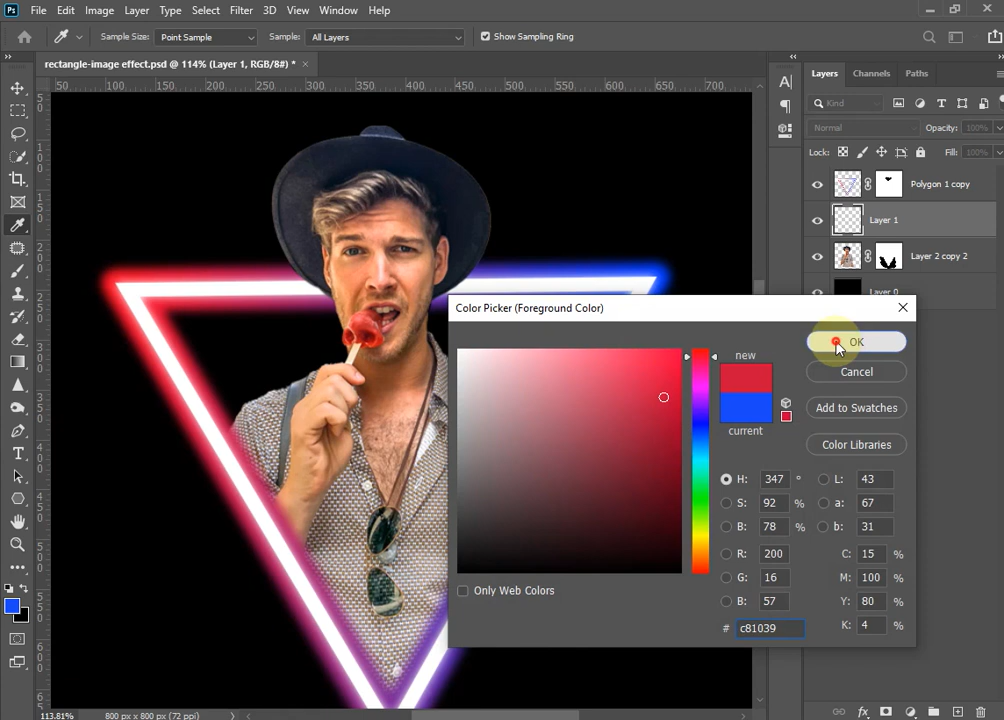 Ps File Edit Image Layer Type Select Filter 3D View Window Help
Sample Size: Point Sample Sample: All Layers Show Sampling Ring
rectangle-image effect.psd @ 114% (Layer 1, RGB/8#) * ×
50 100 150 200 250 300 350 400 450 500 550 600 650 700
Layers Channels Paths
Kind
Normal Opacity: 100%
Lock: Fill: 100%
Polygon 1 copy
Layer 1
Layer 2 copy 2
Layer 0
Color Picker (Foreground Color)
new
current
OK
Cancel
Add to Swatches
Color Libraries
H: 347 ° L: 43
S: 92 % a: 67
B: 78 % b: 31
R: 200 C: 15 %
G: 16 M: 100 %
B: 57 Y: 80 %
# c81039 K: 4 %
Only Web Colors
113.81% 800 px x 800 px (72 ppi)
fx